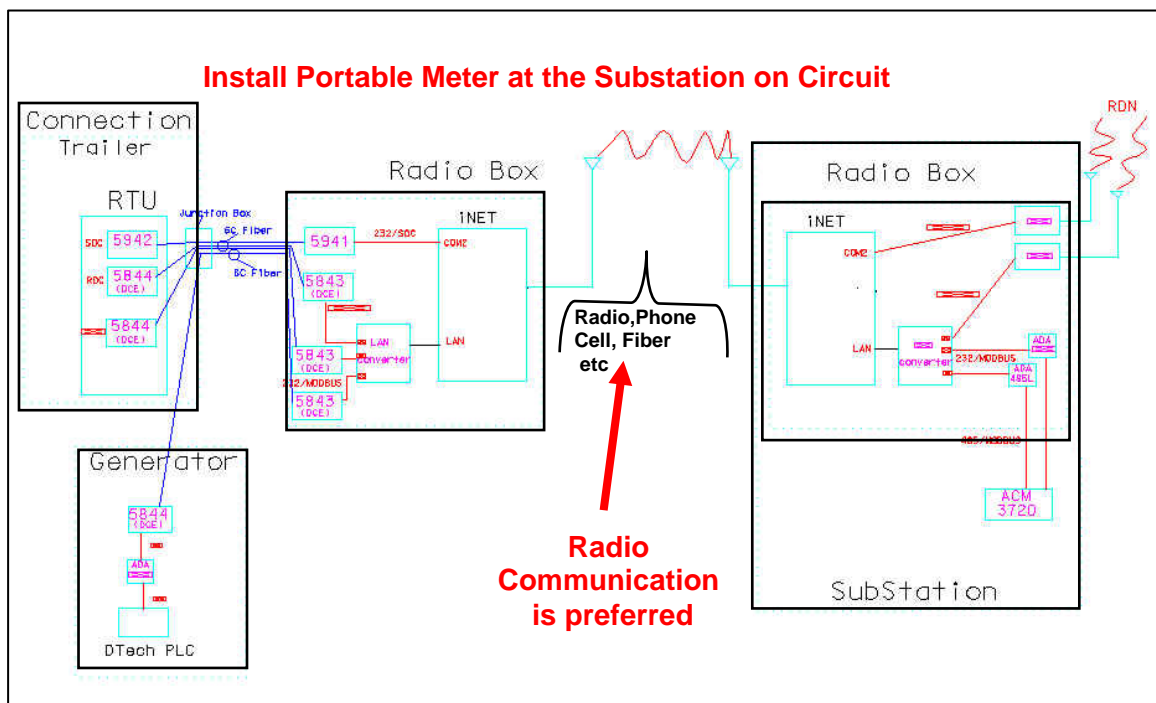 Install Portable Meter at the Substation on Circuit
Connection
Trailer
RTU
Junction Box
6C Fiber
6C Fiber
SDC
5942
RDC
5844
(DCE)
5844
(DCE)
Generator
5844
(DCE)
ADA
DTech PLC
Radio Box
iNET
5941
232/SDC
COM2
5843
(DCE)
LAN
converter
LAN
5843
(DCE)
232/MODBUS
5843
(DCE)
Radio,Phone
Cell, Fiber
etc
Radio
Communication
is preferred
RDN
Radio Box
iNET
COM2
LAN
converter
232/MODBUS
ADA
ADA
485L
485/MODBUS
ACM
3720
SubStation